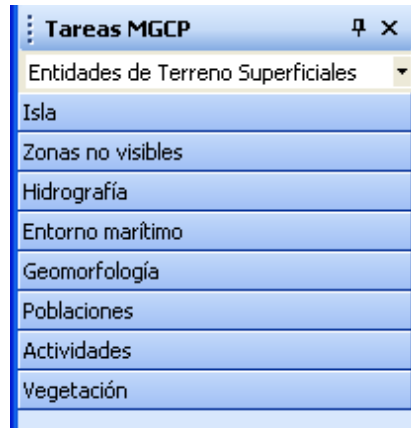 Tareas MGCP
Entidades de Terreno Superficiales
Isla
Zonas no visibles
Hidrografía
Entorno marítimo
Geomorfología
Poblaciones
Actividades
Vegetación